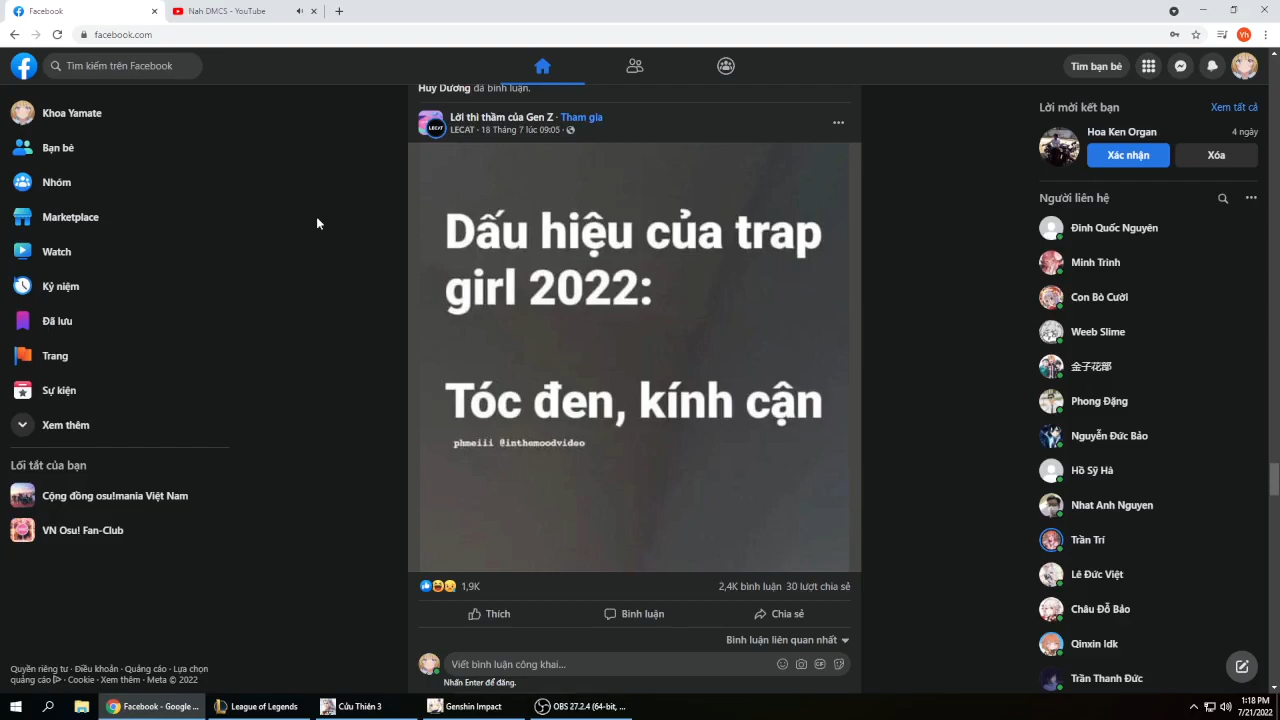 Facebook
Nah DMCS - YouTube
facebook.com
Yh
Tìm kiếm trên Facebook
Tìm bạn bè
Khoa Yamate
Bạn bè
Nhóm
Marketplace
Watch
Kỷ niệm
Đã lưu
Trang
Sự kiện
Xem thêm
Lối tắt của bạn
Cộng đồng osu!mania Việt Nam
VN Osu! Fan-Club
Quyền riêng tư · Điều khoản · Quảng cáo · Lựa chọn
quảng cáo · Cookie · Xem thêm · Meta © 2022
Huy Dương đã bình luận.
Lời thì thầm của Gen Z · Tham gia
LECAT · 18 Tháng 7 lúc 09:05 ·
LECAT
Dấu hiệu của trap
girl 2022:
Tóc đen, kính cận
phmeiii @inthemoodvideo
1,9K
2,4K bình luận 30 lượt chia sẻ
Thích
Bình luận
Chia sẻ
Bình luận liên quan nhất
Viết bình luận công khai...
GIF
Nhấn Enter để đăng.
Lời mời kết bạn
Xem tất cả
Hoa Ken Organ
4 ngày
Xác nhận
Xóa
Người liên hệ
Đinh Quốc Nguyên
Minh Trinh
Con Bò Cười
Weeb Slime
金子花部
Phong Đặng
Nguyễn Đức Bảo
Hồ Sỹ Hà
Nhat Anh Nguyen
Trần Trí
Lê Đức Việt
Châu Đỗ Bảo
Qinxin Idk
Trần Thanh Đức
Facebook - Google ...
League of Legends
Cửu Thiên 3
Genshin Impact
OBS 27.2.4 (64-bit, ...
1:18 PM
7/21/2022